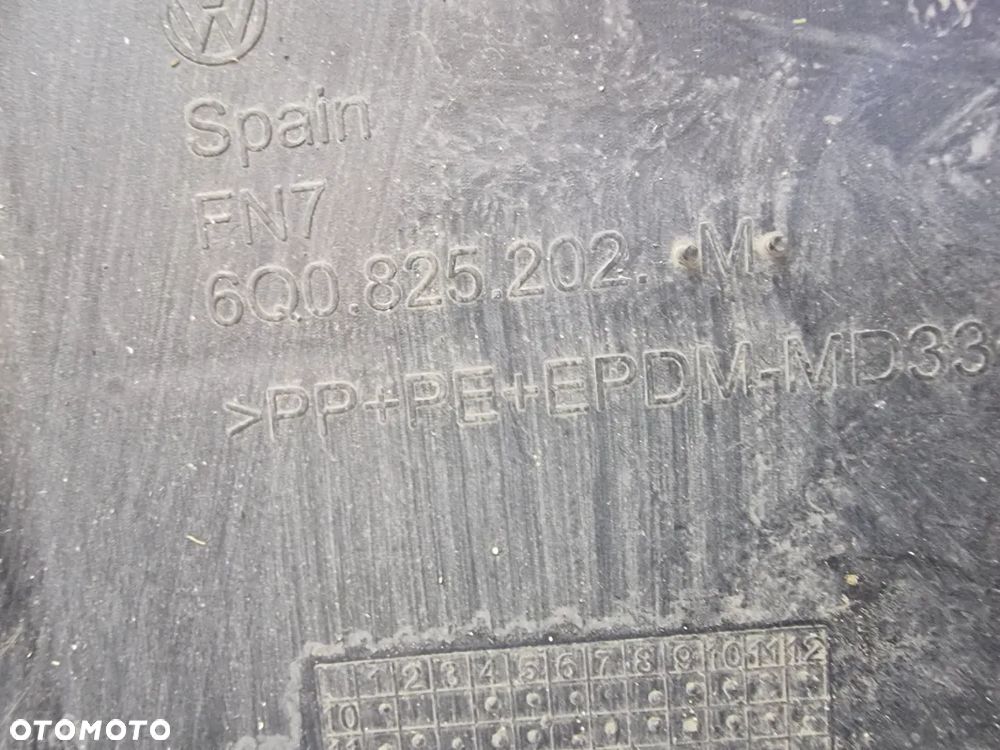 Spain
FN7
6Q0.825.202. M
>PP+PE+EPDM-MD33
1 2 3 4 5 6 7 8 9 10 11 12
10
11
OTOMOTO